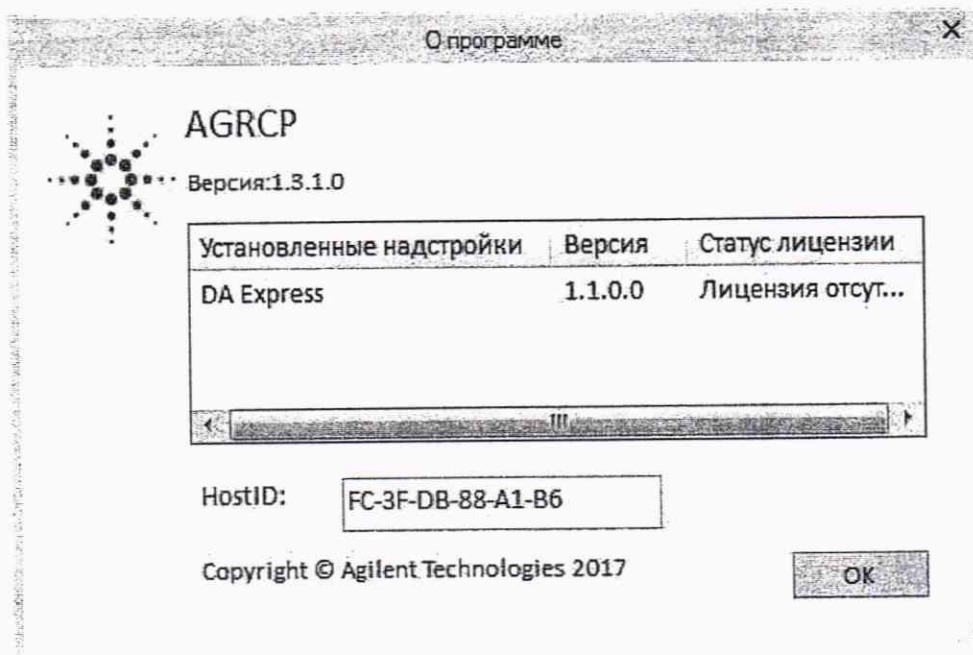 О программе
AGRCP
Версия:1.3.1.0
Установленные надстройки Версия Статус лицензии
DA Express 1.1.0.0 Лицензия отсут...
HostID: FC-3F-DB-88-A1-B6
Copyright © Agilent Technologies 2017
OK